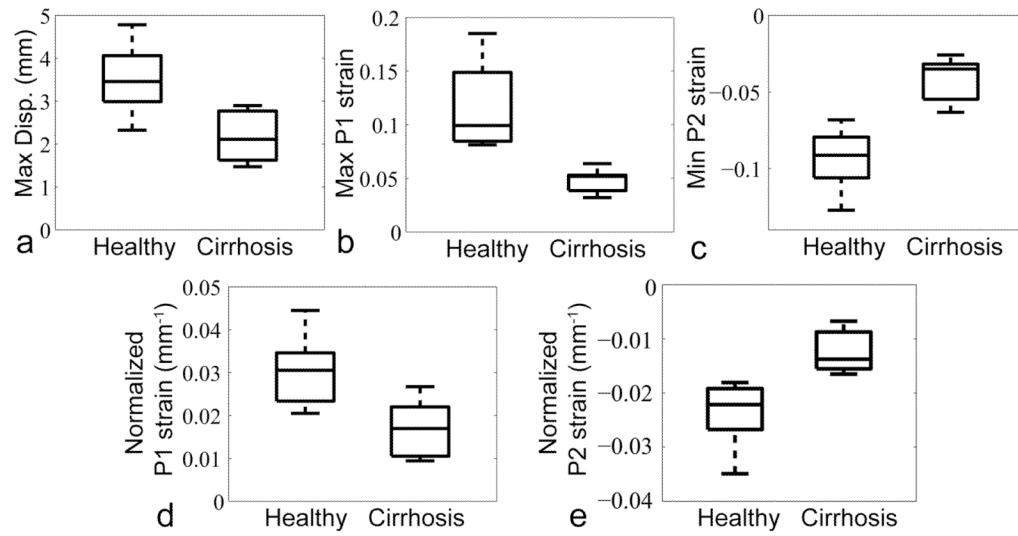 5
4
3
2
1
0
Max Disp. (mm)
Healthy Cirrhosis
a
0.2
0.15
0.1
0.05
0
Max P1 strain
Healthy Cirrhosis
b
0
−0.05
−0.1
Min P2 strain
Healthy Cirrhosis
c
0.05
0.04
0.03
0.02
0.01
0
Normalized
P1 strain (mm⁻¹)
Healthy Cirrhosis
d
0
−0.01
−0.02
−0.03
−0.04
Normalized
P2 strain (mm⁻¹)
Healthy Cirrhosis
e